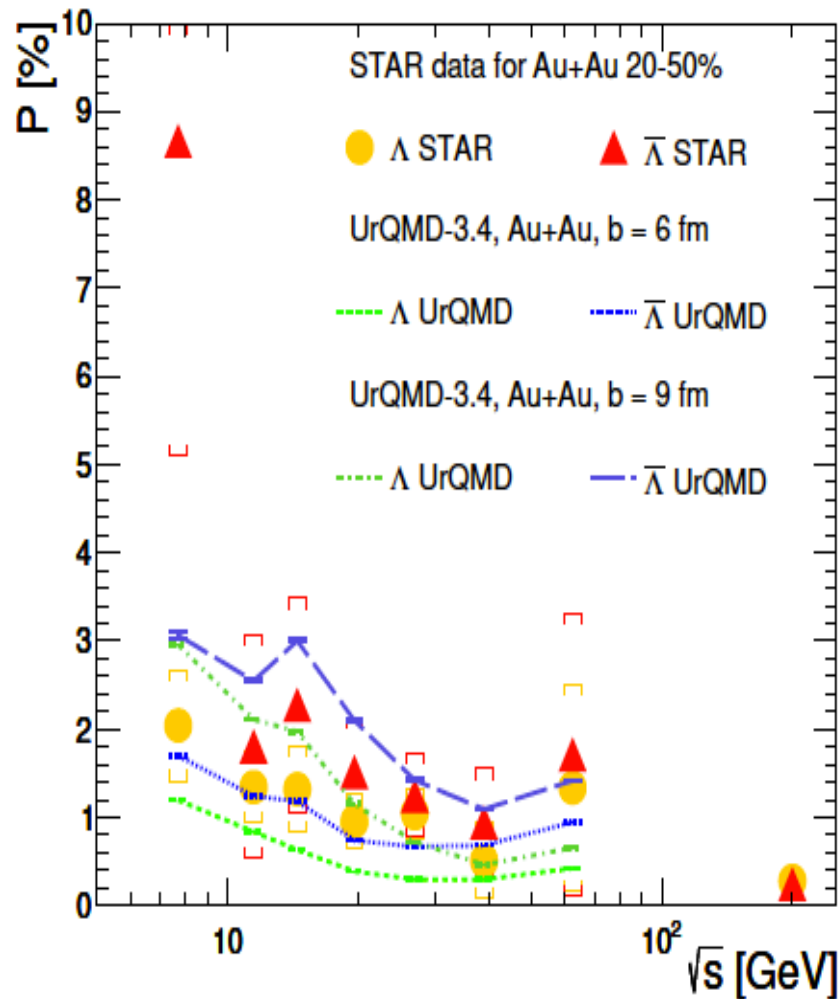 P [%]
10
9
8
7
6
5
4
3
2
1
0
STAR data for Au+Au 20-50%
Λ STAR
Λ̅ STAR
UrQMD-3.4, Au+Au, b = 6 fm
Λ UrQMD
Λ̅ UrQMD
UrQMD-3.4, Au+Au, b = 9 fm
Λ UrQMD
Λ̅ UrQMD
10
10²
√s [GeV]